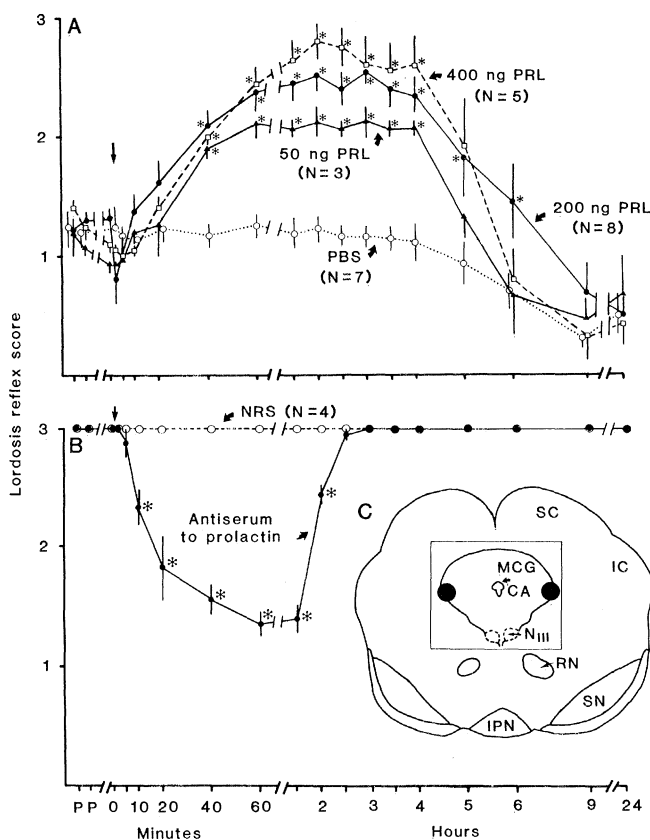 A
3
2
1
400 ng PRL
(N=5)
50 ng PRL
(N=3)
200 ng PRL
(N=8)
PBS
(N=7)
Lordosis reflex score
B
3
2
1
NRS (N=4)
Antiserum
to prolactin
C
SC
IC
MCG
CA
NIII
RN
SN
IPN
P P 0 10 20 40 60 2 3 4 5 6 9 24
Minutes Hours